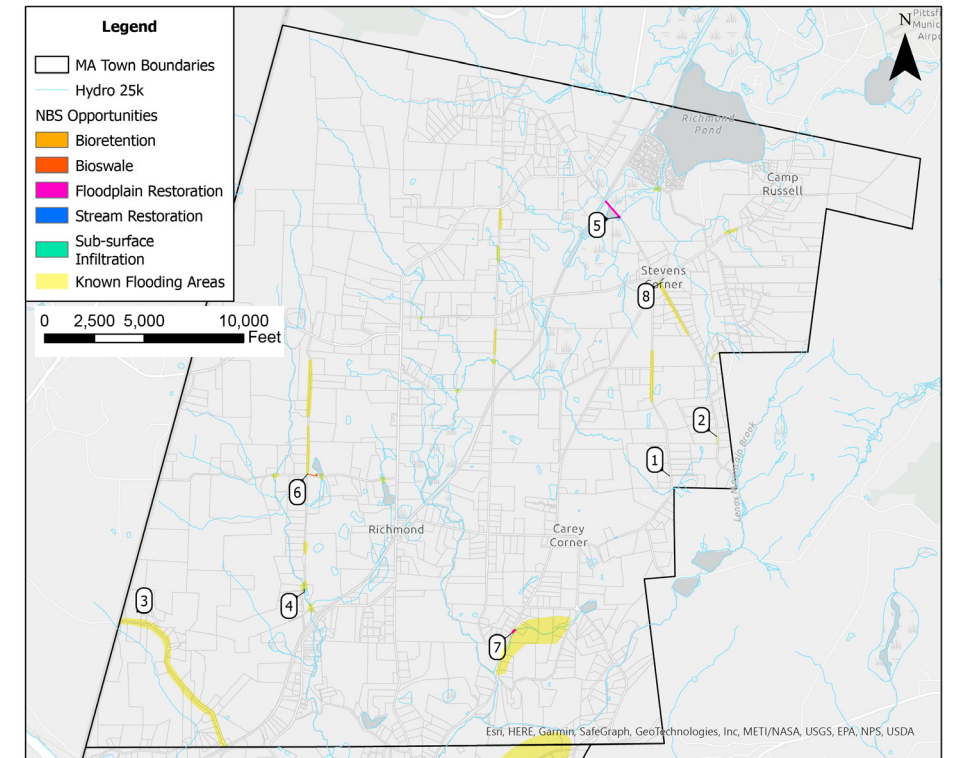 Legend
MA Town Boundaries
Hydro 25k
NBS Opportunities
Bioretention
Bioswale
Floodplain Restoration
Stream Restoration
Sub-surface
Infiltration
Known Flooding Areas
0 2,500 5,000 10,000
Feet
N
Munic
Richmond
Pond
Camp
Russell
5
Stevens
Corner
8
2
1
Lenox Mountain Brook
6
Richmond
Carey
Corner
3
4
7
Esri, HERE, Garmin, SafeGraph, GeoTechnologies, Inc, METI/NASA, USGS, EPA, NPS, USDA